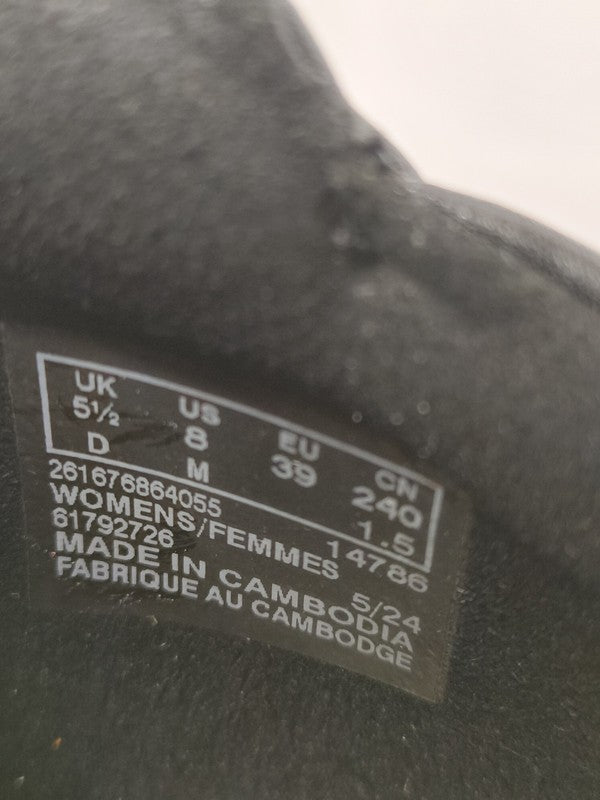 UK US EU CN
5½ 8 39 240
D M 1.5
261676864055 14786
WOMENS/FEMMES
61792726 5/24
MADE IN CAMBODIA
FABRIQUE AU CAMBODGE